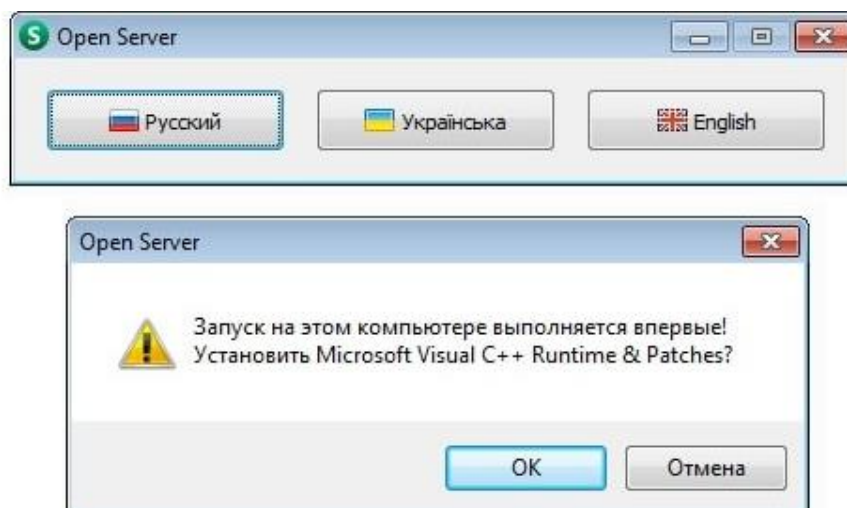 Open Server
Русский Українська English
Open Server
Запуск на этом компьютере выполняется впервые!
Установить Microsoft Visual C++ Runtime & Patches?
OK Отмена